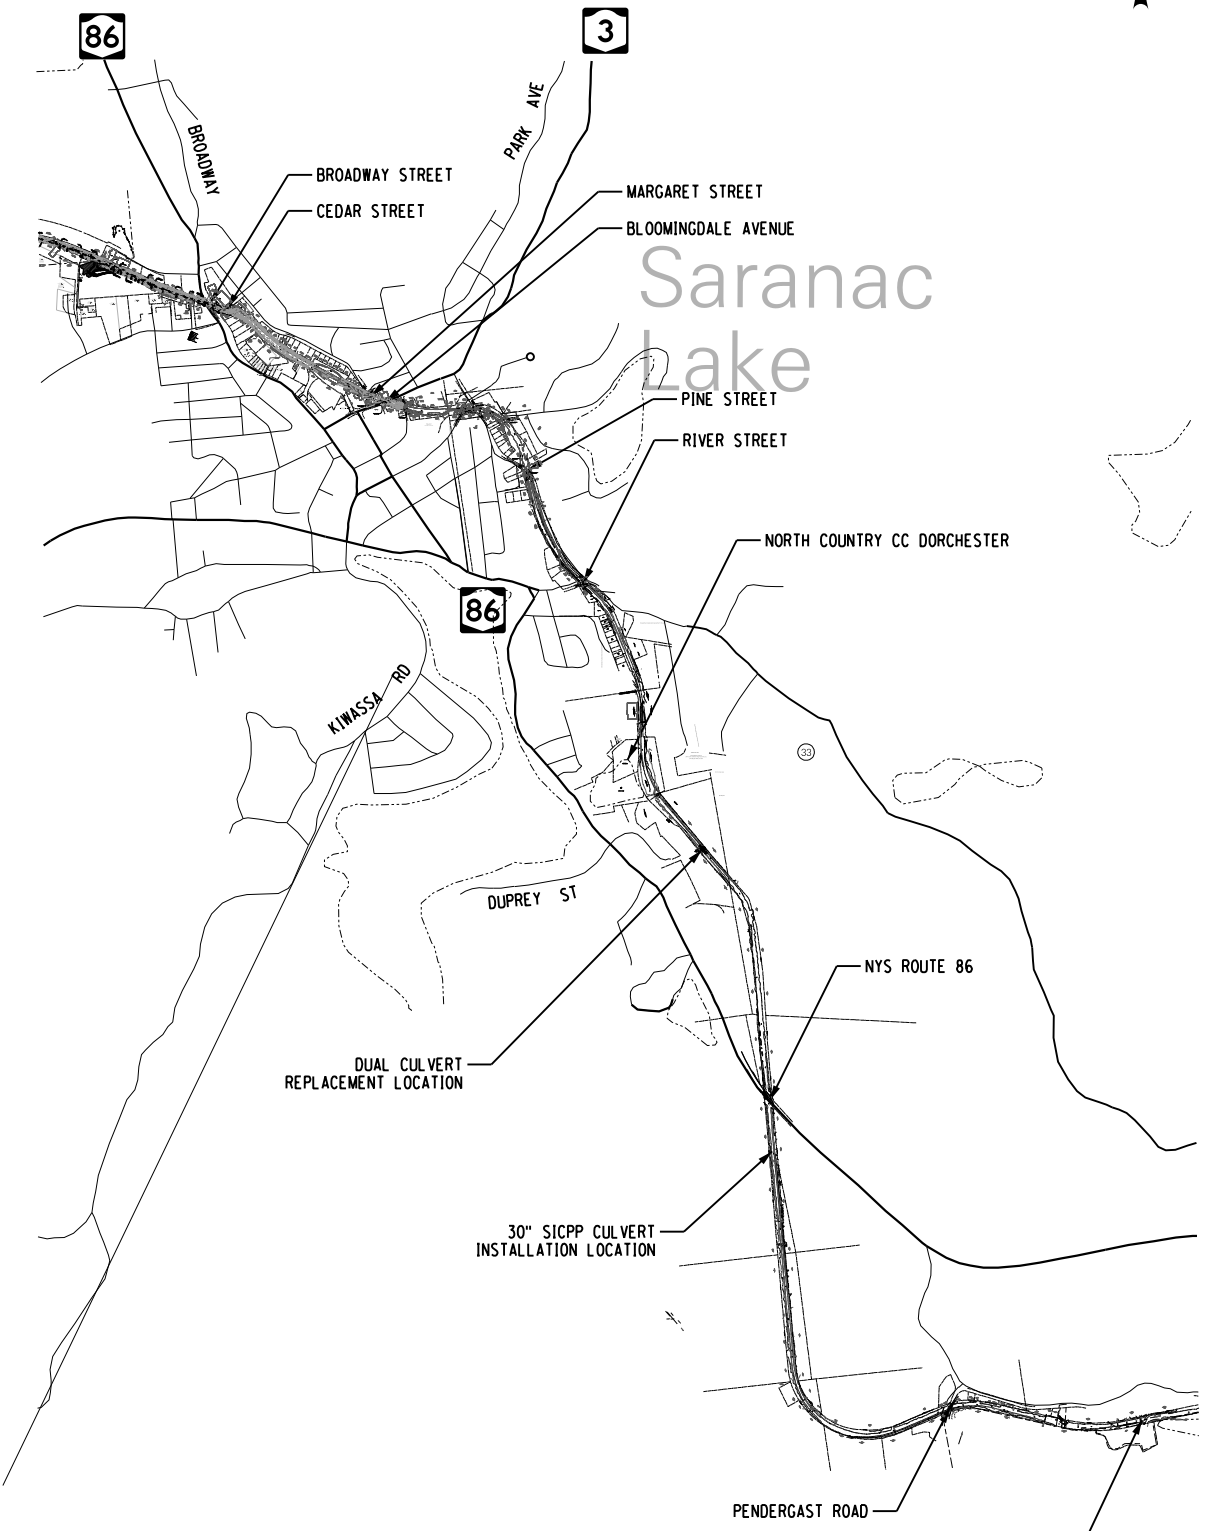 86
3
PARK AVE
BROADWAY
BROADWAY STREET
MARGARET STREET
CEDAR STREET
BLOOMINGDALE AVENUE
Saranac
Lake
PINE STREET
RIVER STREET
NORTH COUNTRY CC DORCHESTER
86
KIWASSA RD
33
DUPREY ST
NYS ROUTE 86
DUAL CULVERT
REPLACEMENT LOCATION
30" SICPP CULVERT
INSTALLATION LOCATION
PENDERGAST ROAD